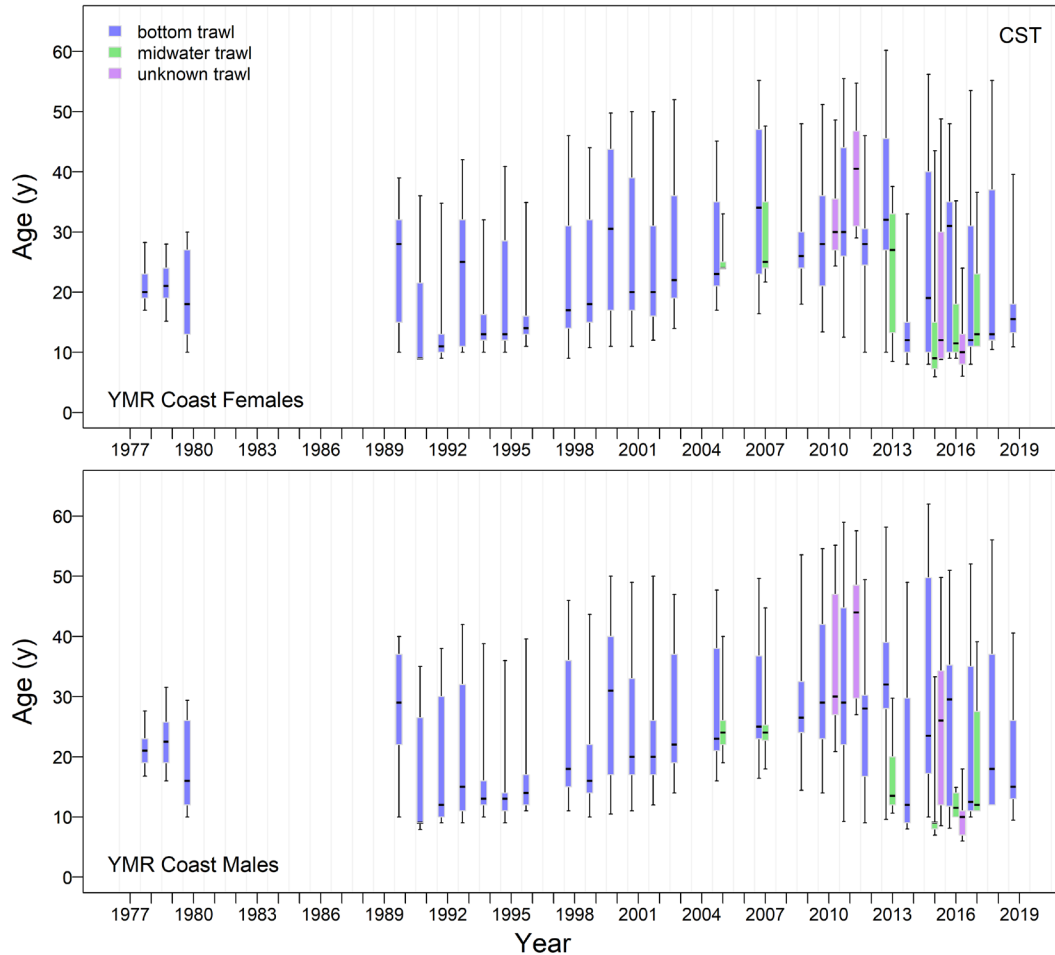 bottom trawl
midwater trawl
unknown trawl
CST
Age (y)
60
50
40
30
20
10
0
YMR Coast Females
1977 1980 1983 1986 1989 1992 1995 1998 2001 2004 2007 2010 2013 2016 2019
Age (y)
60
50
40
30
20
10
0
YMR Coast Males
1977 1980 1983 1986 1989 1992 1995 1998 2001 2004 2007 2010 2013 2016 2019
Year